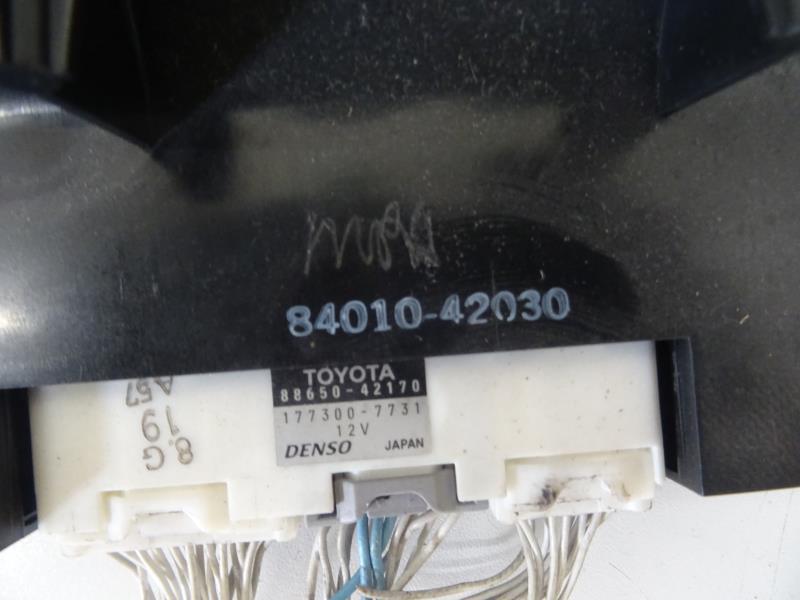 84010-42030
TOYOTA
88650-42170
177300-7731
12V
DENSO JAPAN
8.G
19
A57